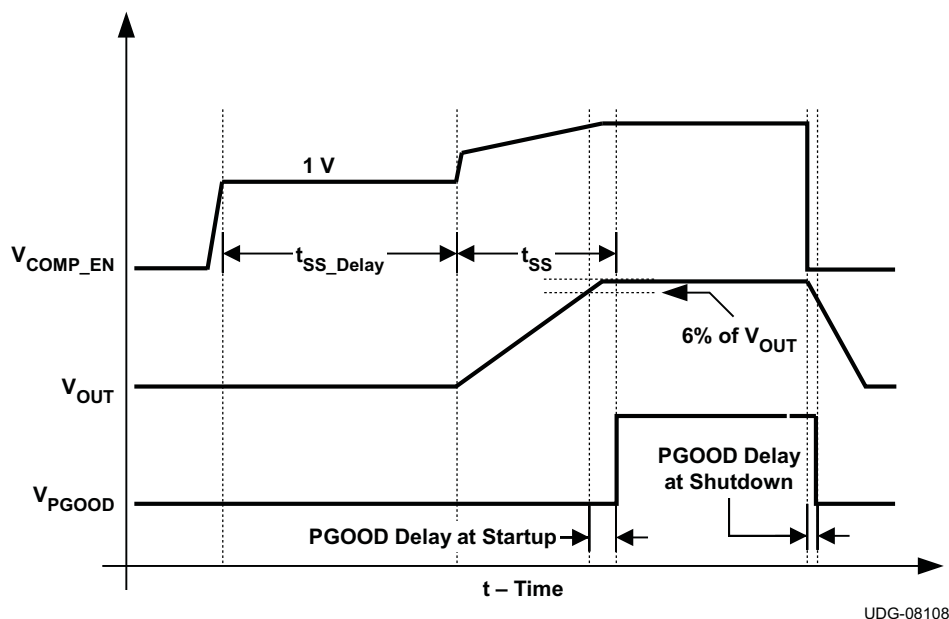 1 V
V_COMP_EN
t_SS_Delay
t_SS
6% of V_OUT
V_OUT
PGOOD Delay
at Shutdown
V_PGOOD
PGOOD Delay at Startup
t – Time
UDG-08108